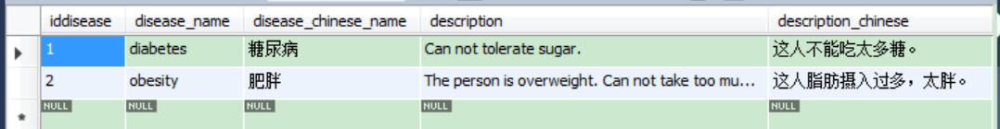 iddisease disease_name disease_chinese_name description description_chinese
1 diabetes 糖尿病 Can not tolerate sugar. 这人不能吃太多糖。
2 obesity 肥胖 The person is overweight. Can not take too mu... 这人脂肪摄入过多，太胖。
NULL NULL NULL NULL NULL